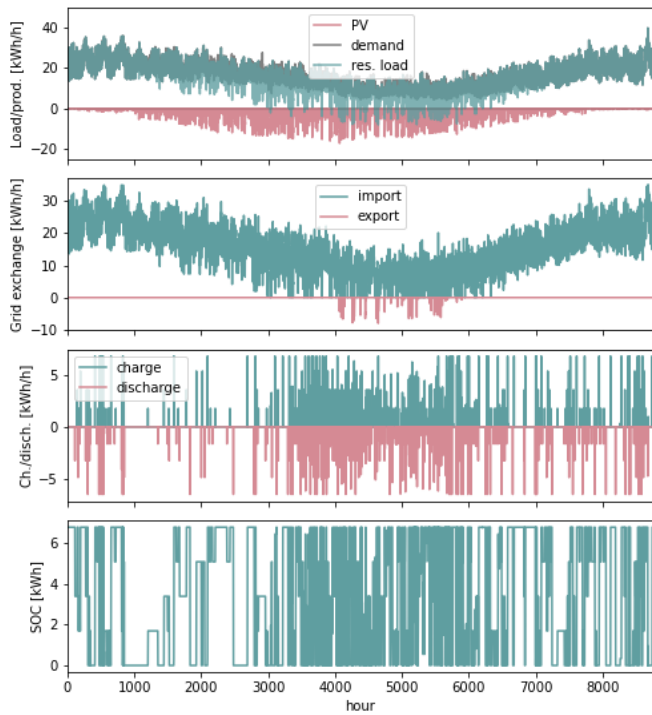 Load/prod. [kWh/h]
40
20
0
−20
PV
demand
res. load
Grid exchange [kWh/h]
30
20
10
0
−10
import
export
Ch./disch. [kWh/h]
5
0
−5
charge
discharge
SOC [kWh]
6
4
2
0
0 1000 2000 3000 4000 5000 6000 7000 8000
hour